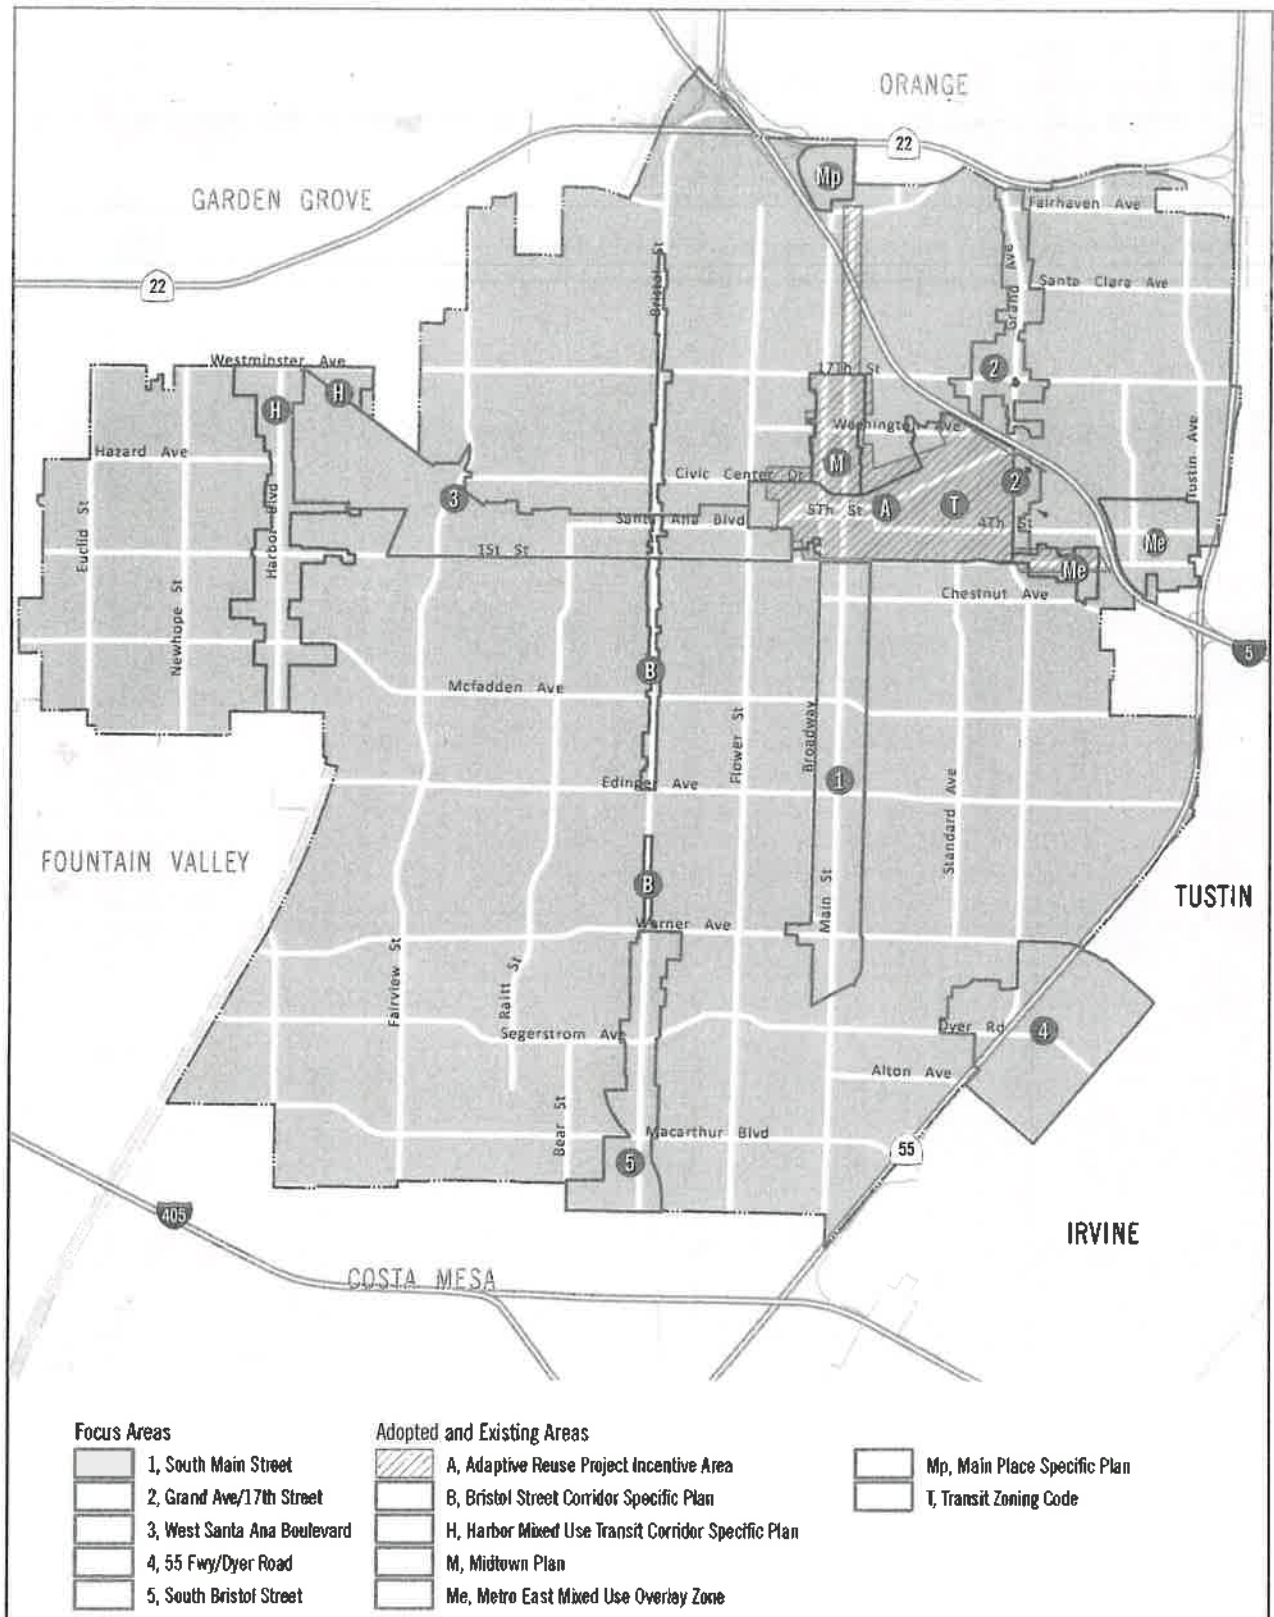 ORANGE
22
Mp
GARDEN GROVE
Fairhaven Ave
Bristol St
Grand Ave
Santa Clara Ave
22
Westminster Ave
17Th St
2
H
H
Washington Ave
Hazard Ave
Civic Center Dr
M
Tustin Ave
3
2
Euclid St
Harbor Blvd
Santa Ana Blvd
5Th St
A
T
4Th St
1St St
Me
Me
Newhope St
Chestnut Ave
5
B
Mcfadden Ave
Flower St
Broadway
Edinger Ave
1
Standard Ave
FOUNTAIN VALLEY
B
Main St
TUSTIN
Warner Ave
Fairview St
Raitt St
Segerstrom Ave
Dyer Rd
4
Alton Ave
Bear St
Macarthur Blvd
5
55
405
IRVINE
COSTA MESA
Focus Areas
1, South Main Street
2, Grand Ave/17th Street
3, West Santa Ana Boulevard
4, 55 Fwy/Dyer Road
5, South Bristol Street
Adopted and Existing Areas
A, Adaptive Reuse Project Incentive Area
B, Bristol Street Corridor Specific Plan
H, Harbor Mixed Use Transit Corridor Specific Plan
M, Midtown Plan
Me, Metro East Mixed Use Overlay Zone
Mp, Main Place Specific Plan
T, Transit Zoning Code